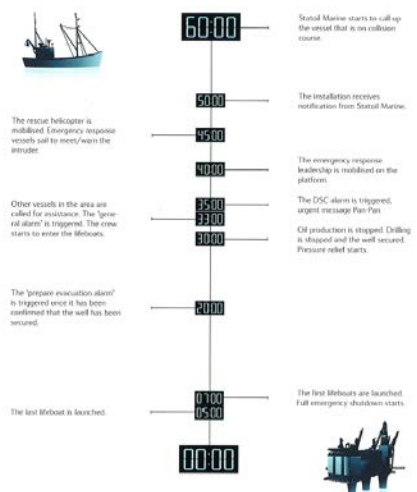 60:00
Statoil Marine starts to call up
the vessel that is on collision
course.
50:00
The installation receives
notification from Statoil Marine.
The rescue helicopter is
mobilised. Emergency response
vessels sail to meet/warn the
intruder.
45:00
40:00
The emergency response
leadership is mobilised on the
platform.
Other vessels in the area are
called for assistance. The 'gene-
ral alarm' is triggered. The crew
starts to enter the lifeboats.
35:00
33:00
The DSC alarm is triggered,
urgent message Pan-Pan
30:00
Oil production is stopped. Drilling
is stopped and the well secured.
Pressure relief starts.
The 'prepare evacuation alarm'
is triggered once it has been
confirmed that the well has been
secured.
20:00
07:00
The first lifeboats are launched.
Full emergency shutdown starts.
The last lifeboat is launched.
05:00
00:00